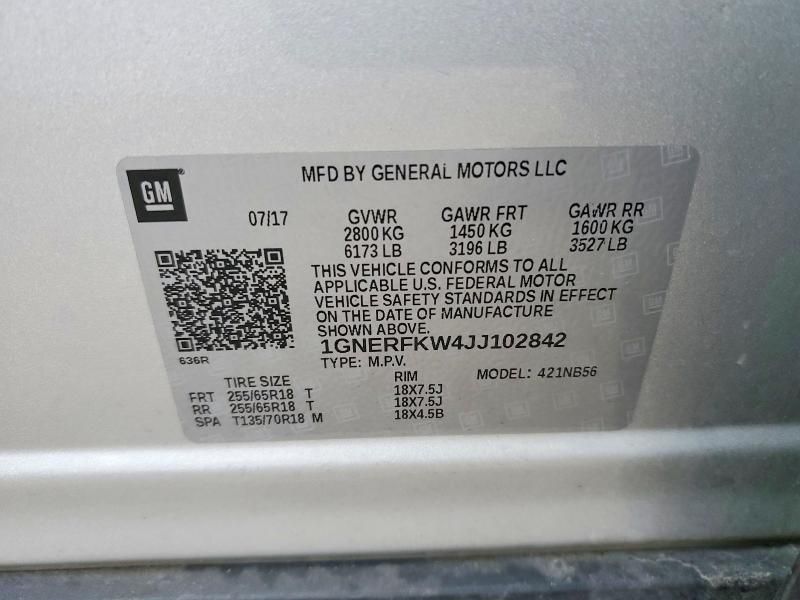 MFD BY GENERAL MOTORS LLC
GM
07/17 GVWR GAWR FRT GAWR RR
2800 KG 1450 KG 1600 KG
6173 LB 3196 LB 3527 LB
THIS VEHICLE CONFORMS TO ALL
APPLICABLE U.S. FEDERAL MOTOR
VEHICLE SAFETY STANDARDS IN EFFECT
ON THE DATE OF MANUFACTURE
SHOWN ABOVE.
1GNERFKW4JJ102842
636R
TYPE: M.P.V.
TIRE SIZE RIM MODEL: 421NB56
FRT 255/65R18 T 18X7.5J
RR 255/65R18 T 18X7.5J
SPA T135/70R18 M 18X4.5B